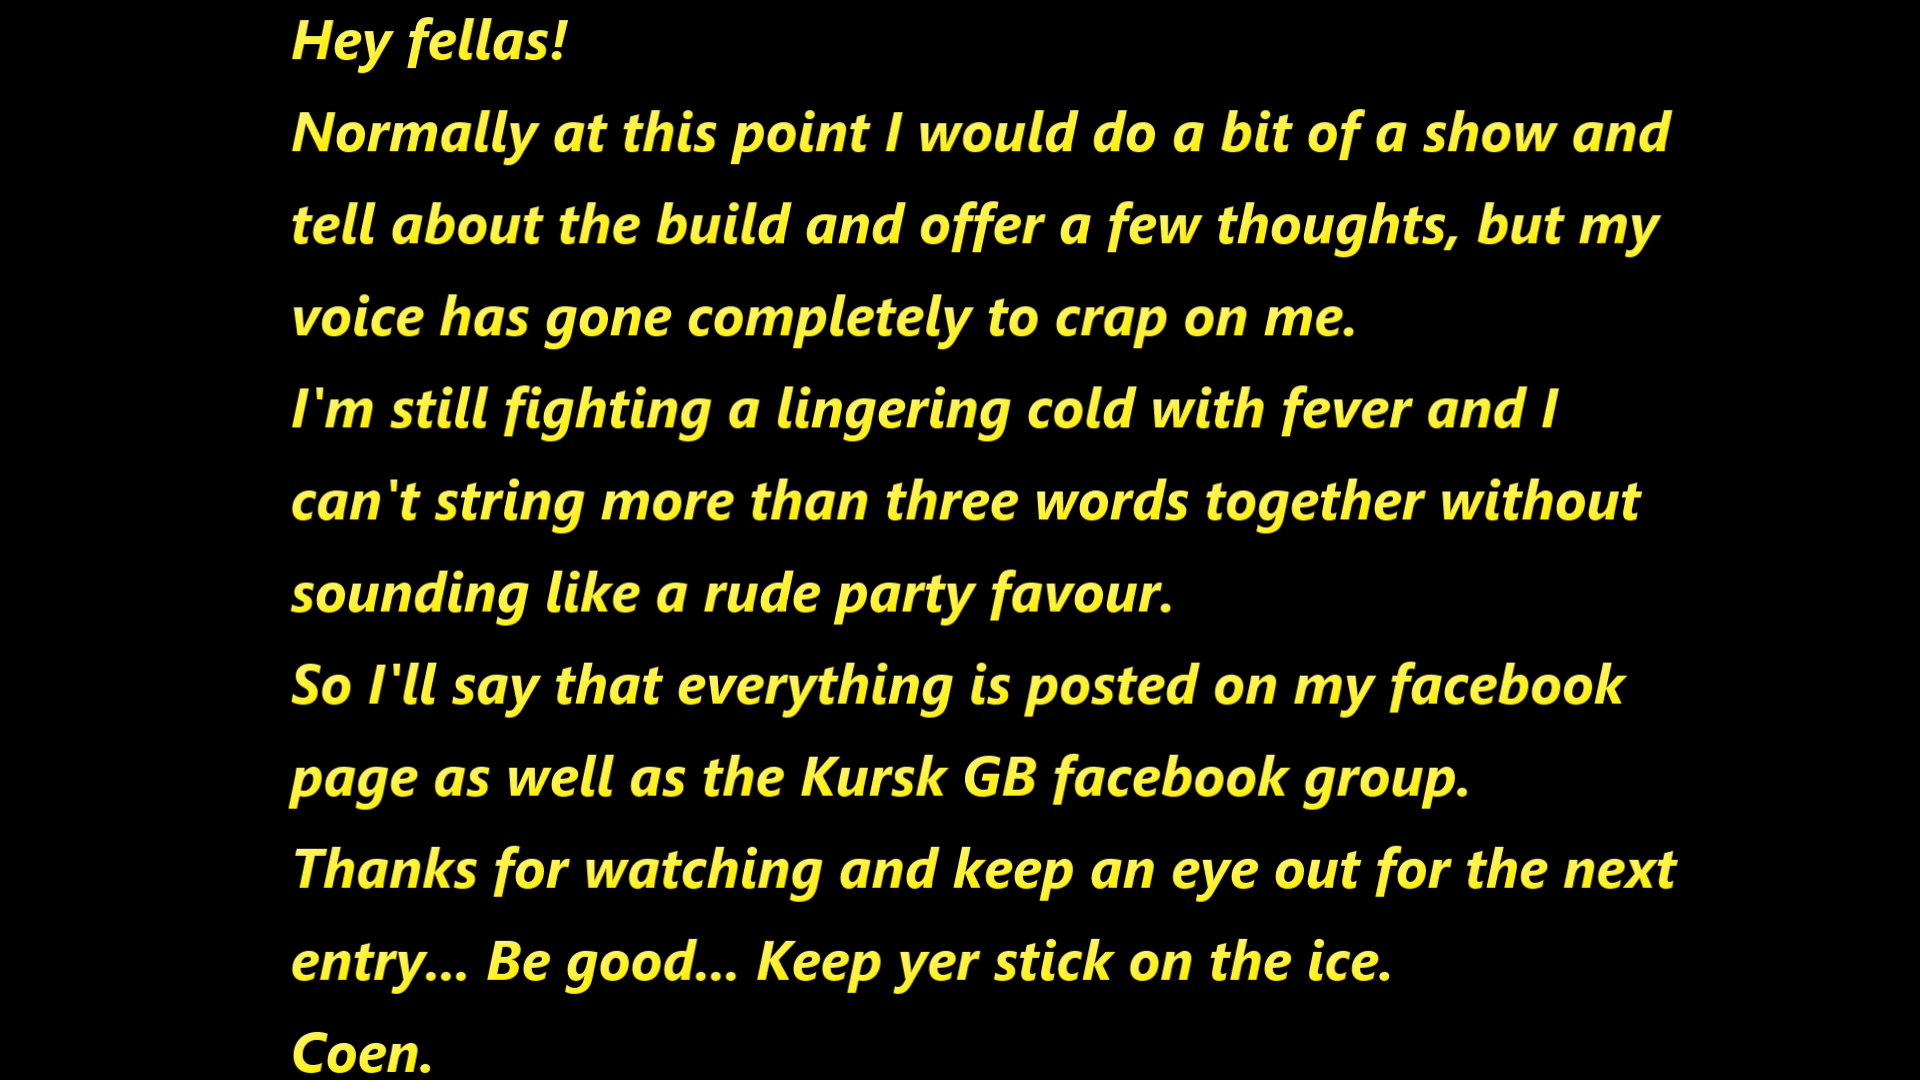 Hey fellas!
Normally at this point I would do a bit of a show and
tell about the build and offer a few thoughts, but my
voice has gone completely to crap on me.
I'm still fighting a lingering cold with fever and I
can't string more than three words together without
sounding like a rude party favour.
So I'll say that everything is posted on my facebook
page as well as the Kursk GB facebook group.
Thanks for watching and keep an eye out for the next
entry... Be good... Keep yer stick on the ice.
Coen.